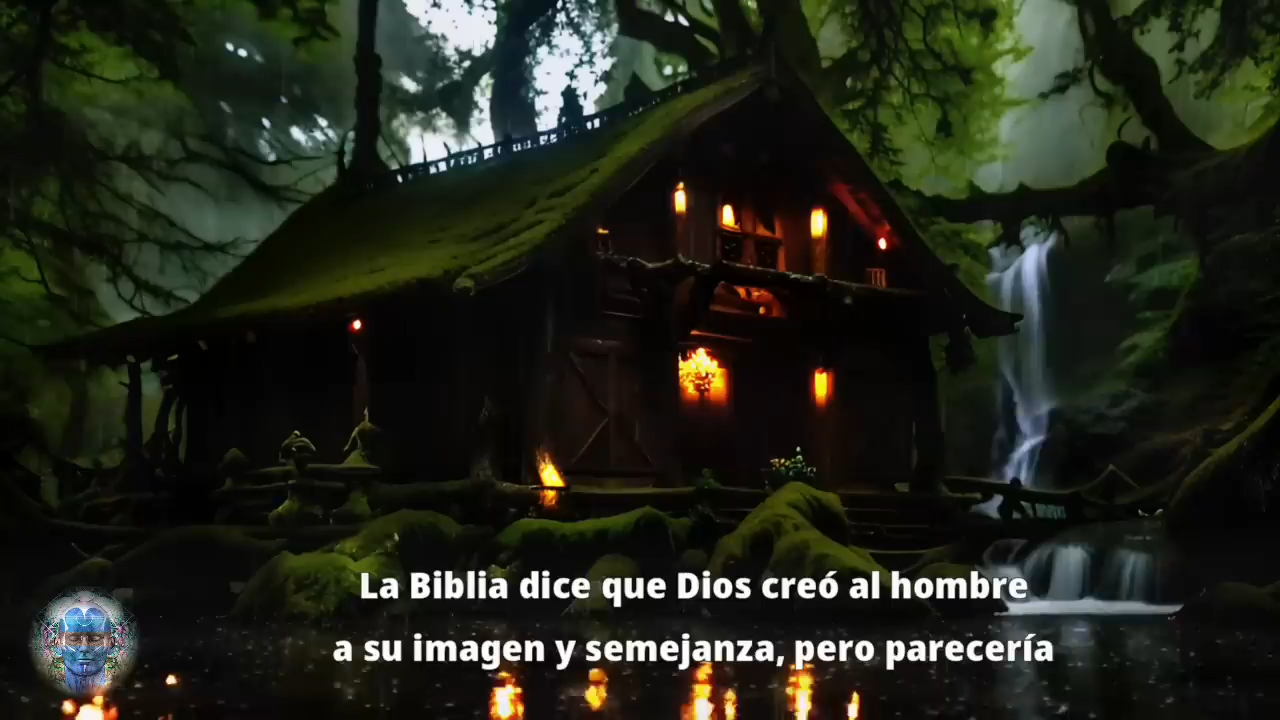 La Biblia dice que Dios creó al hombre
a su imagen y semejanza, pero parecería